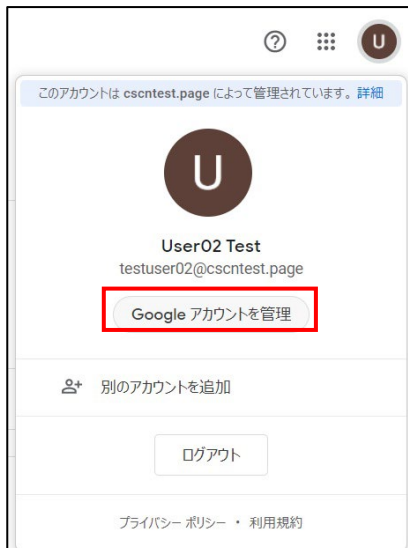 U
このアカウントは cscntest.page によって管理されています。詳細
U
User02 Test
testuser02@cscntest.page
Google アカウントを管理
別のアカウントを追加
ログアウト
プライバシー ポリシー ・ 利用規約